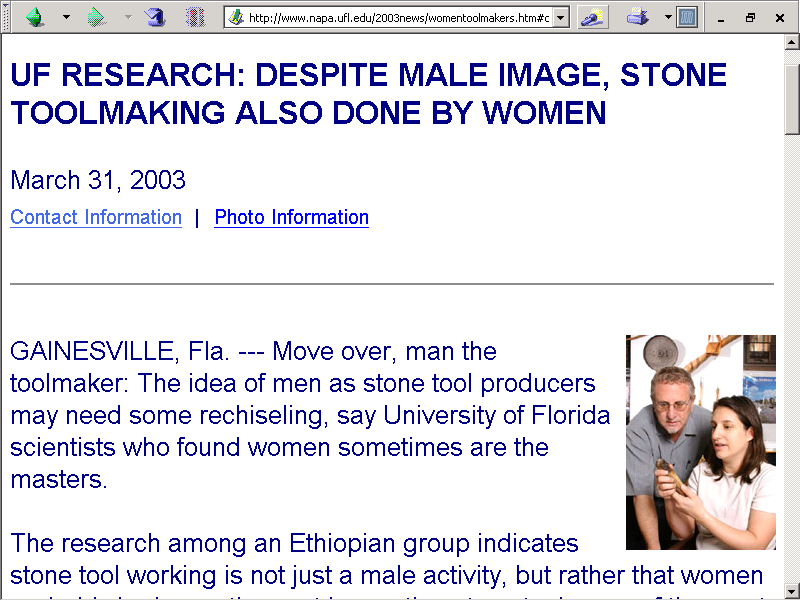 http://www.napa.ufl.edu/2003news/womentoolmakers.htm#c
UF RESEARCH: DESPITE MALE IMAGE, STONE
TOOLMAKING ALSO DONE BY WOMEN
March 31, 2003
Contact Information | Photo Information
GAINESVILLE, Fla. --- Move over, man the
toolmaker: The idea of men as stone tool producers
may need some rechiseling, say University of Florida
scientists who found women sometimes are the
masters.
The research among an Ethiopian group indicates
stone tool working is not just a male activity, but rather that women